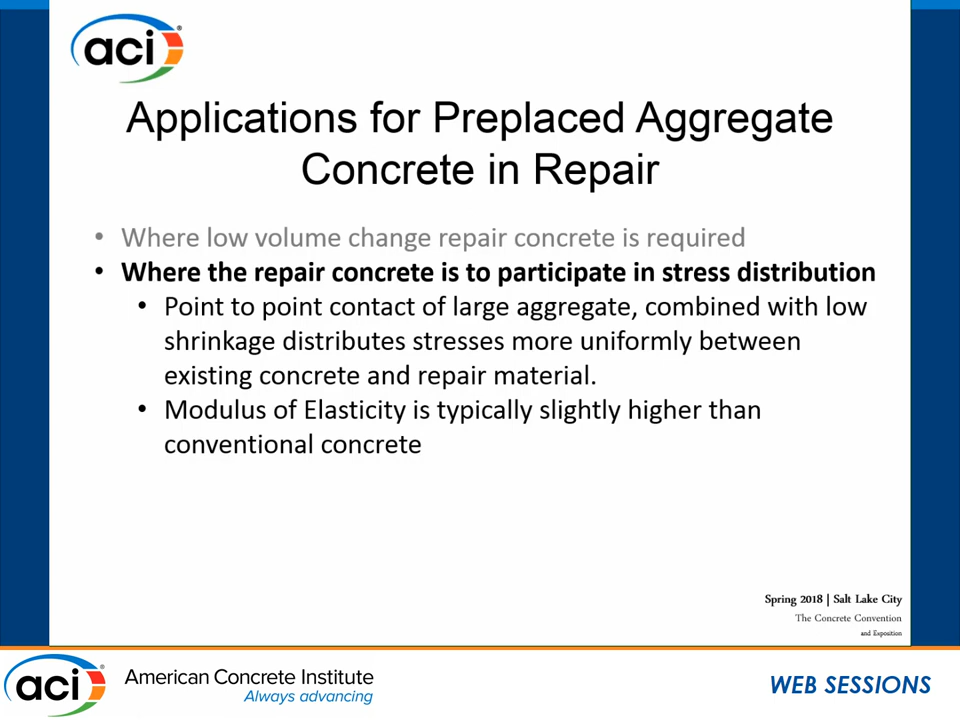 aci®
Applications for Preplaced Aggregate
Concrete in Repair
• Where low volume change repair concrete is required
• Where the repair concrete is to participate in stress distribution
• Point to point contact of large aggregate, combined with low
shrinkage distributes stresses more uniformly between
existing concrete and repair material.
• Modulus of Elasticity is typically slightly higher than
conventional concrete
Spring 2018 | Salt Lake City
The Concrete Convention
and Exposition
aci®
American Concrete Institute
Always advancing
WEB SESSIONS